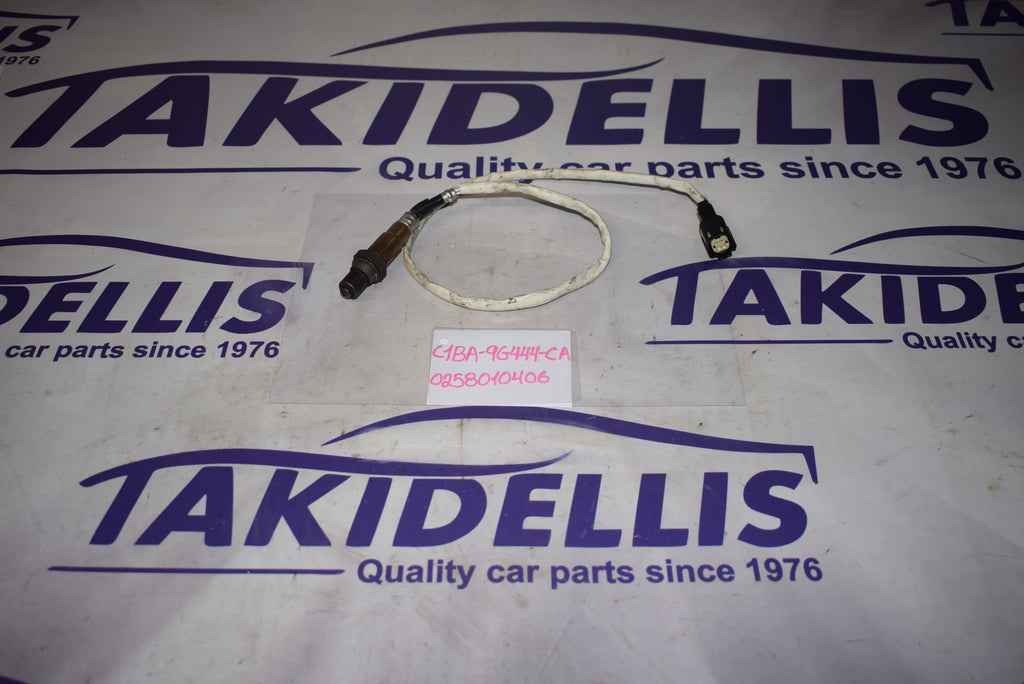 1976
TAKIDELLIS
Quality car parts since 1976
DELLIS
car parts since 1976
TAKIDE
Quality c
C1BA-9G444-CA
0258010406
TAKIDELLIS
Quality car parts since 1976